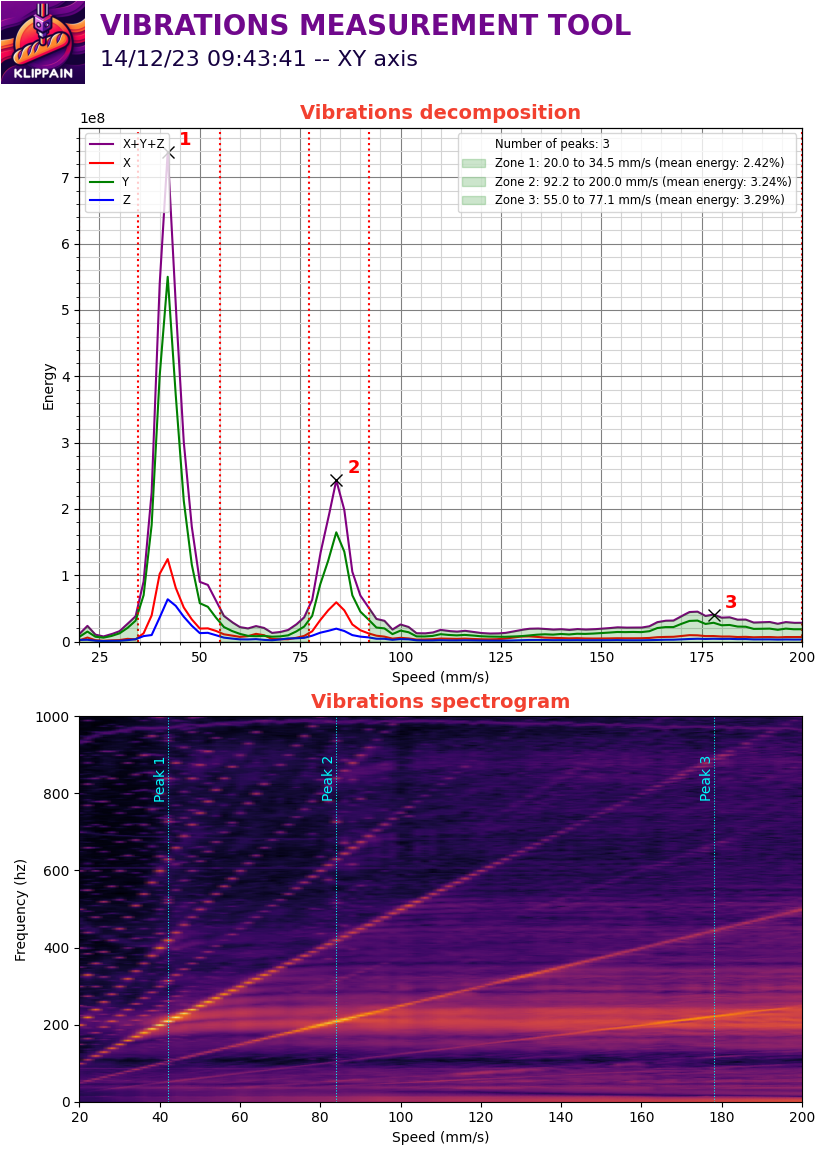 VIBRATIONS MEASUREMENT TOOL
14/12/23 09:43:41 -- XY axis
KLIPPAIN
Vibrations decomposition
1e8
X+Y+Z
X
Y
Z
Number of peaks: 3
Zone 1: 20.0 to 34.5 mm/s (mean energy: 2.42%)
Zone 2: 92.2 to 200.0 mm/s (mean energy: 3.24%)
Zone 3: 55.0 to 77.1 mm/s (mean energy: 3.29%)
1
2
3
7
6
5
4
3
2
1
0
Energy
25 50 75 100 125 150 175 200
Speed (mm/s)
Vibrations spectrogram
1000
800
600
400
200
0
Frequency (hz)
Peak 1
Peak 2
Peak 3
20 40 60 80 100 120 140 160 180 200
Speed (mm/s)